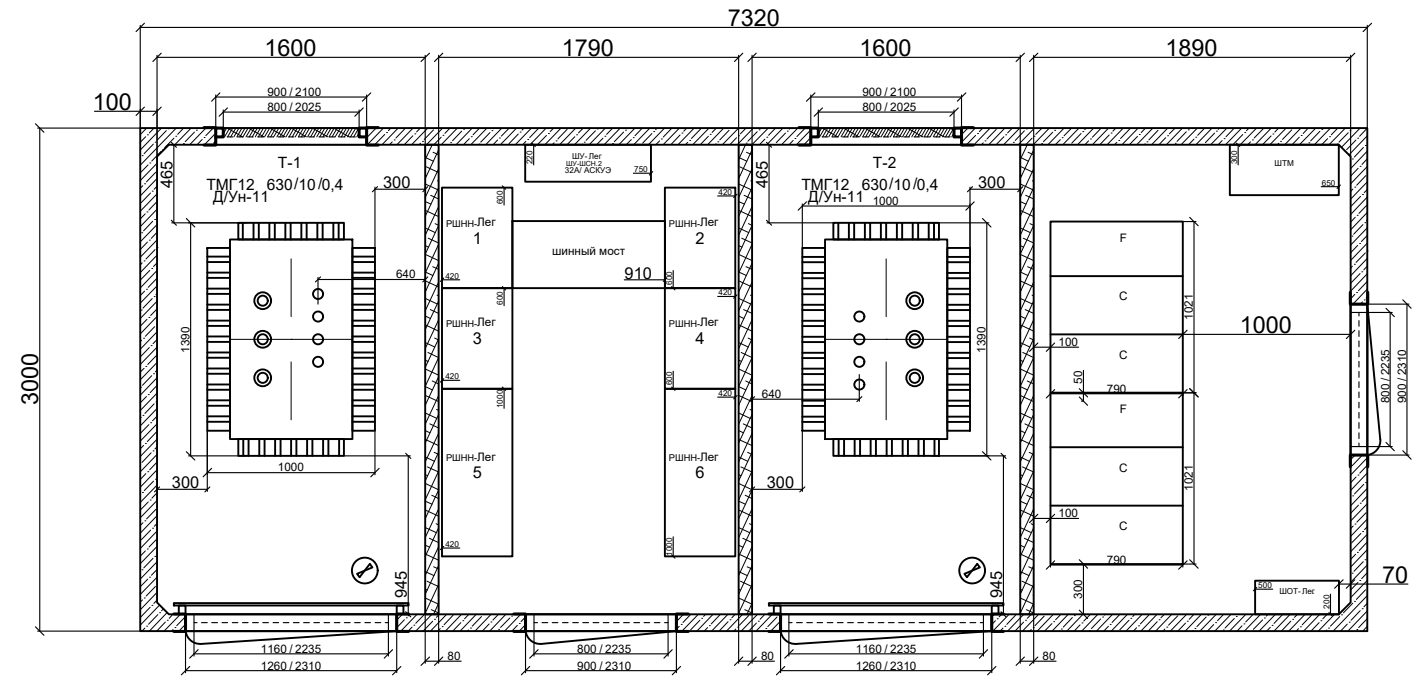 7320
1600
1790
1600
1890
900 / 2100
800 / 2025
900 / 2100
800 / 2025
100
3000
465
Т-1
ТМГ12 630/10 /0,4
Д/Ун-11
300
220
ШУ-Лег
ШУ-ШСН.2
32А/ АСКУЭ
750
465
Т-2
ТМГ12 630/10 /0,4
Д/Ун-11
1000
300
300
ШТМ
650
600
РШНН-Лег
1
420
шинный мост
910
420
РШНН-Лег
2
600
640
1390
600
РШНН-Лег
3
420
420
РШНН-Лег
4
600
640
1390
F
C
1021
C
100
50
790
1000
800 / 2235
900 / 2310
1000
РШНН-Лег
5
420
420
РШНН-Лег
6
1000
F
C
1021
C
100
790
1000
300
945
300
945
300
500
ШОТ-Лег
200
70
1160 / 2235
1260 / 2310
80
800 / 2235
900 / 2310
80
1160 / 2235
1260 / 2310
80